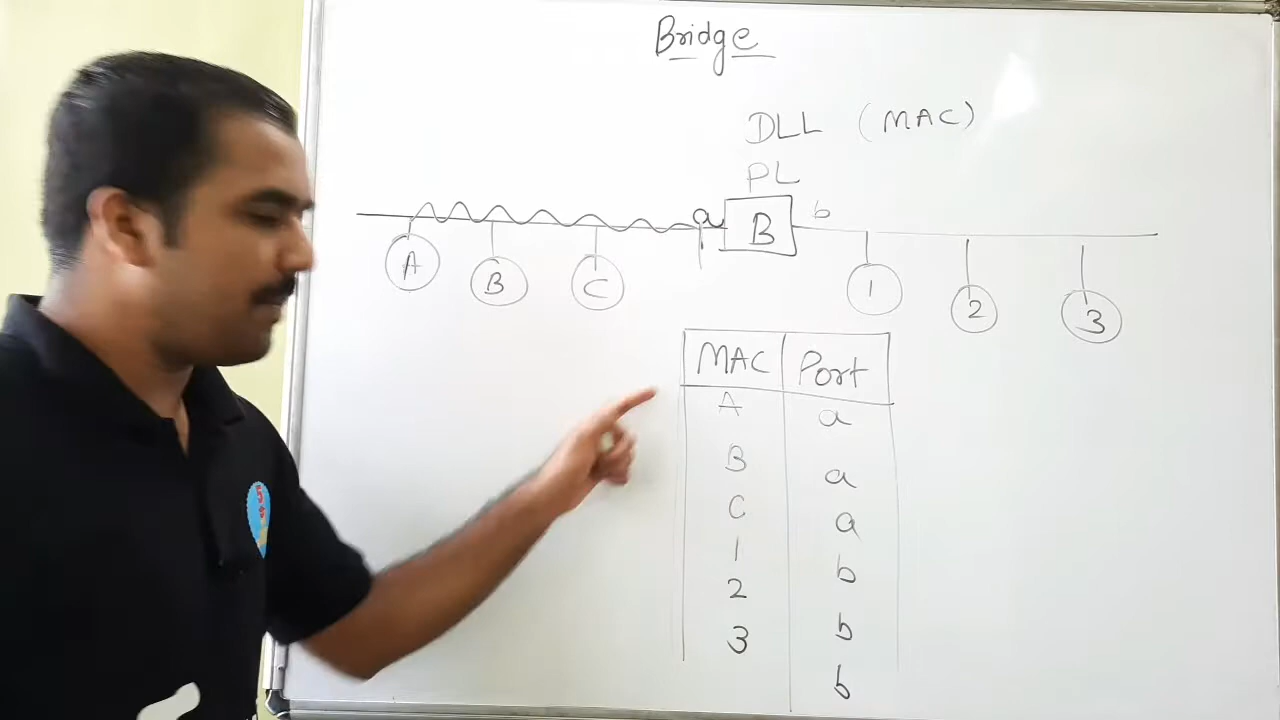 Bridge
DLL (MAC)
PL
a B b
A B C 1 2 3
MAC Port
A a
B a
C a
1 b
2 b
3 b